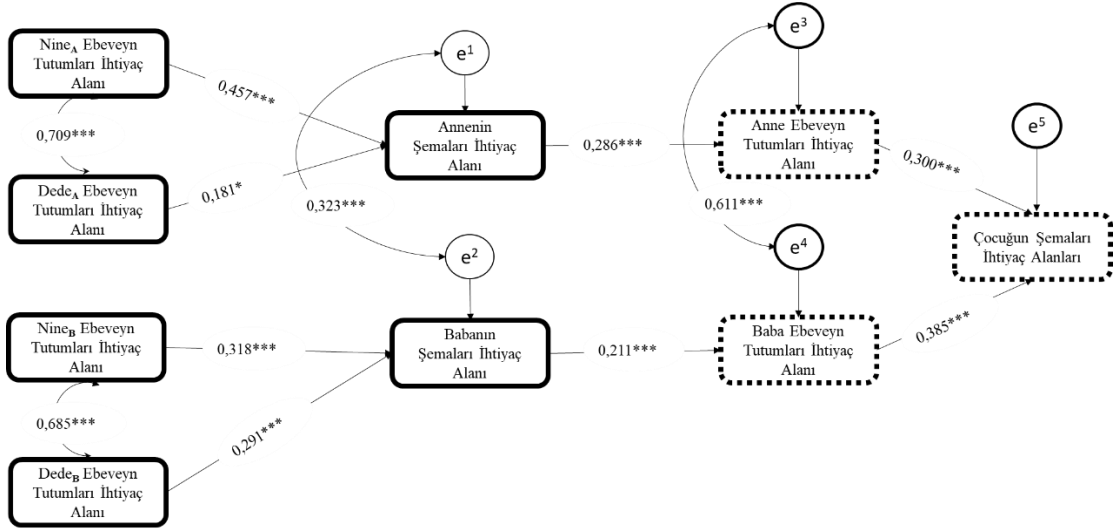 Nine_A Ebeveyn
Tutumları İhtiyaç
Alanı
0,709***
Dede_A Ebeveyn
Tutumları İhtiyaç
Alanı
0,457***
0,181*
e1
Annenin
Şemaları İhtiyaç
Alanı
0,323***
e2
0,286***
e3
Anne Ebeveyn
Tutumları İhtiyaç
Alanı
0,611***
e4
0,300***
e5
Çocuğun Şemaları
İhtiyaç Alanları
Nine_B Ebeveyn
Tutumları İhtiyaç
Alanı
0,685***
Dede_B Ebeveyn
Tutumları İhtiyaç
Alanı
0,318***
0,291***
Babanın
Şemaları İhtiyaç
Alanı
0,211***
Baba Ebeveyn
Tutumları İhtiyaç
Alanı
0,385***